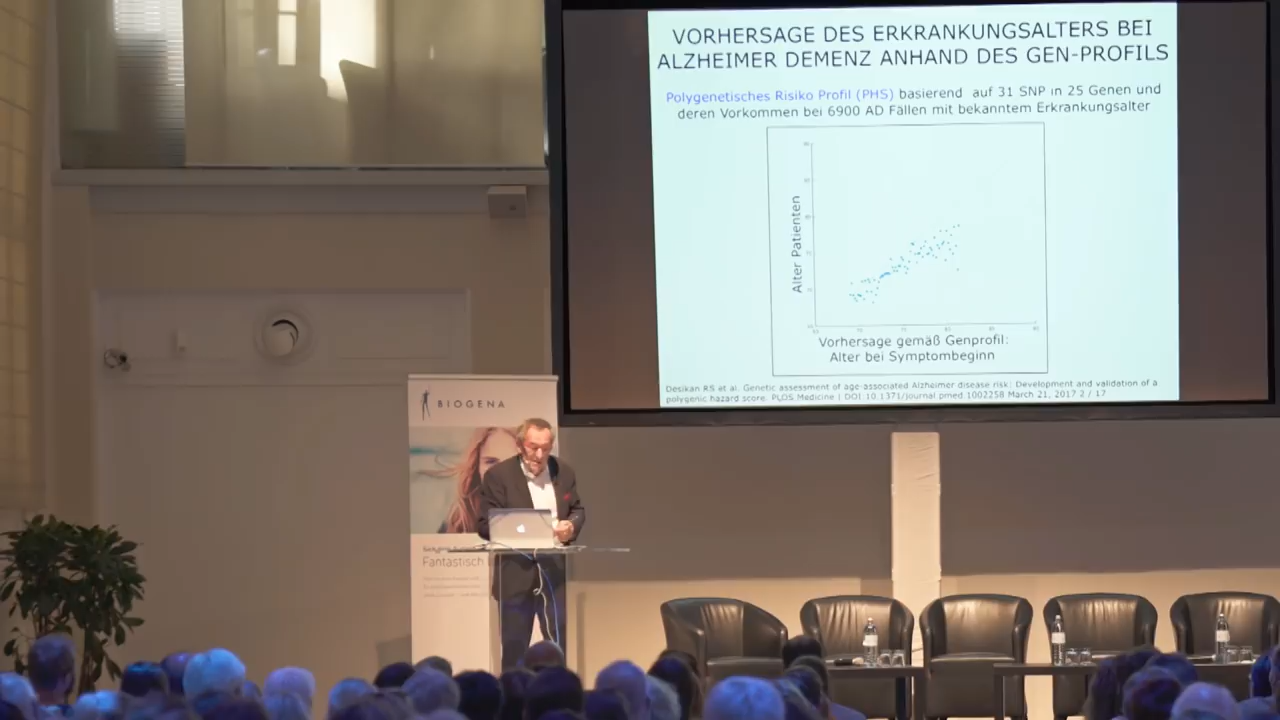 VORHERSAGE DES ERKRANKUNGSALTERS BEI
ALZHEIMER DEMENZ ANHAND DES GEN-PROFILS
Polygenetisches Risiko Profil (PHS) basierend auf 31 SNP in 25 Genen und
deren Vorkommen bei 6900 AD Fällen mit bekanntem Erkrankungsalter
Alter Patienten
Vorhersage gemäß Genprofil:
Alter bei Symptombeginn
Desikan RS et al. Genetic assessment of age-associated Alzheimer disease risk: Development and validation of a
polygenic hazard score. PLOS Medicine | DOI:10.1371/journal.pmed.1002258 March 21, 2017 2 / 17
BIOGENA
Fantastisch